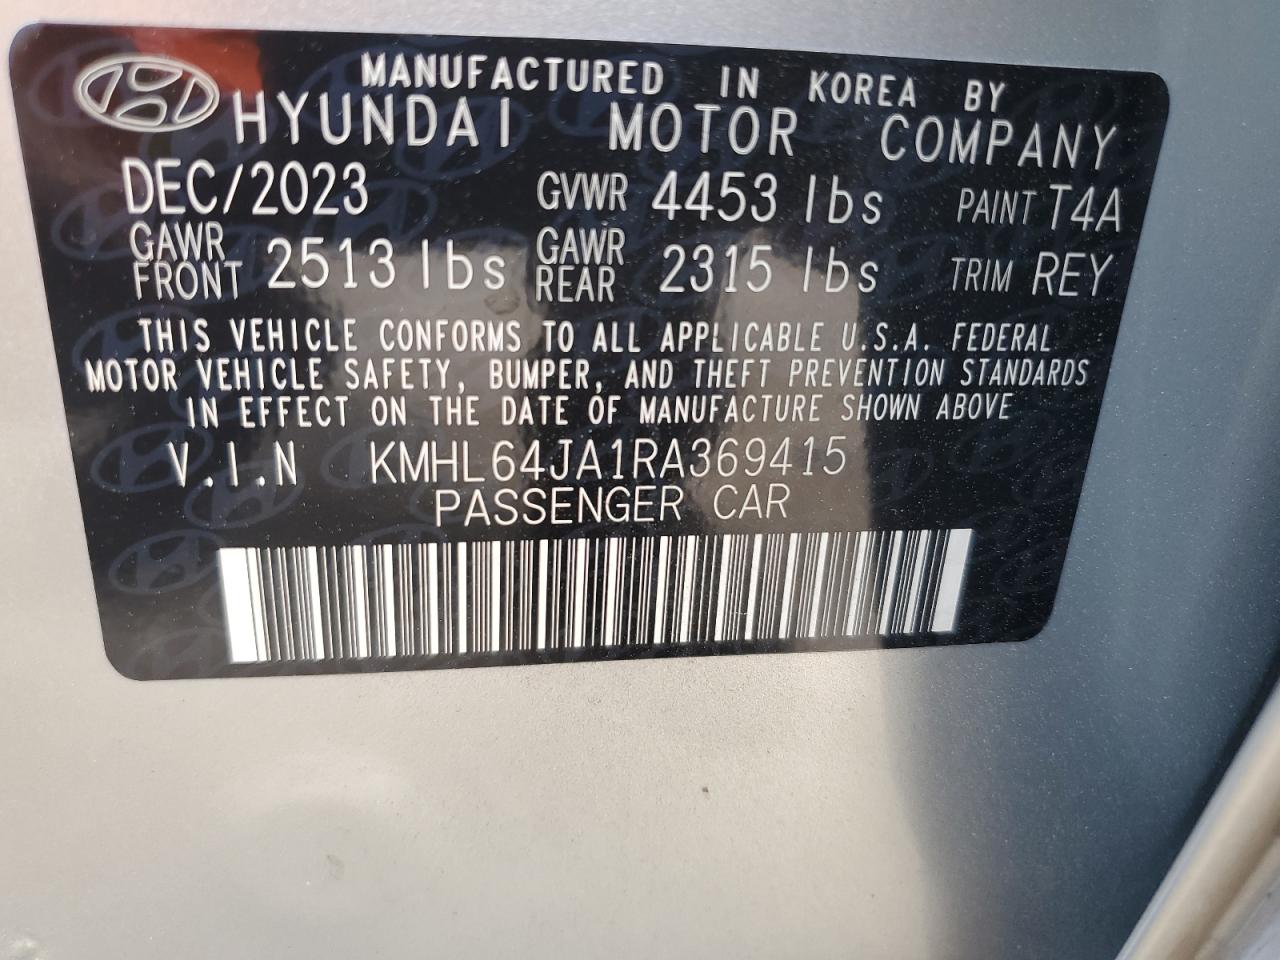 MANUFACTURED IN KOREA BY
HYUNDAI MOTOR COMPANY
DEC/2023 GVWR 4453 lbs PAINT T4A
GAWR FRONT 2513 lbs GAWR REAR 2315 lbs TRIM REY
THIS VEHICLE CONFORMS TO ALL APPLICABLE U.S.A. FEDERAL
MOTOR VEHICLE SAFETY, BUMPER, AND THEFT PREVENTION STANDARDS
IN EFFECT ON THE DATE OF MANUFACTURE SHOWN ABOVE
V.I.N KMHL64JA1RA369415
PASSENGER CAR